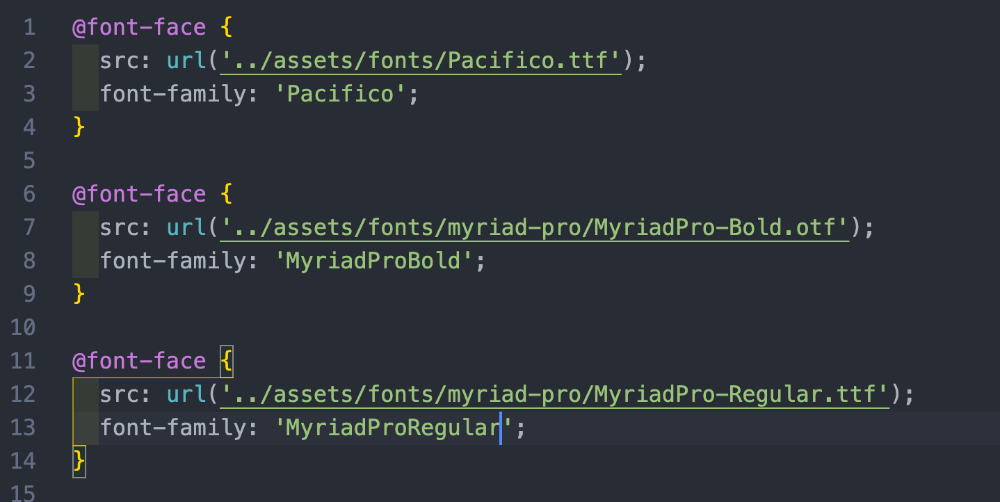 1 @font-face {
2 src: url('../assets/fonts/Pacifico.ttf');
3 font-family: 'Pacifico';
4 }
5
6 @font-face {
7 src: url('../assets/fonts/myriad-pro/MyriadPro-Bold.otf');
8 font-family: 'MyriadProBold';
9 }
10
11 @font-face {
12 src: url('../assets/fonts/myriad-pro/MyriadPro-Regular.ttf');
13 font-family: 'MyriadProRegular';
14 }
15